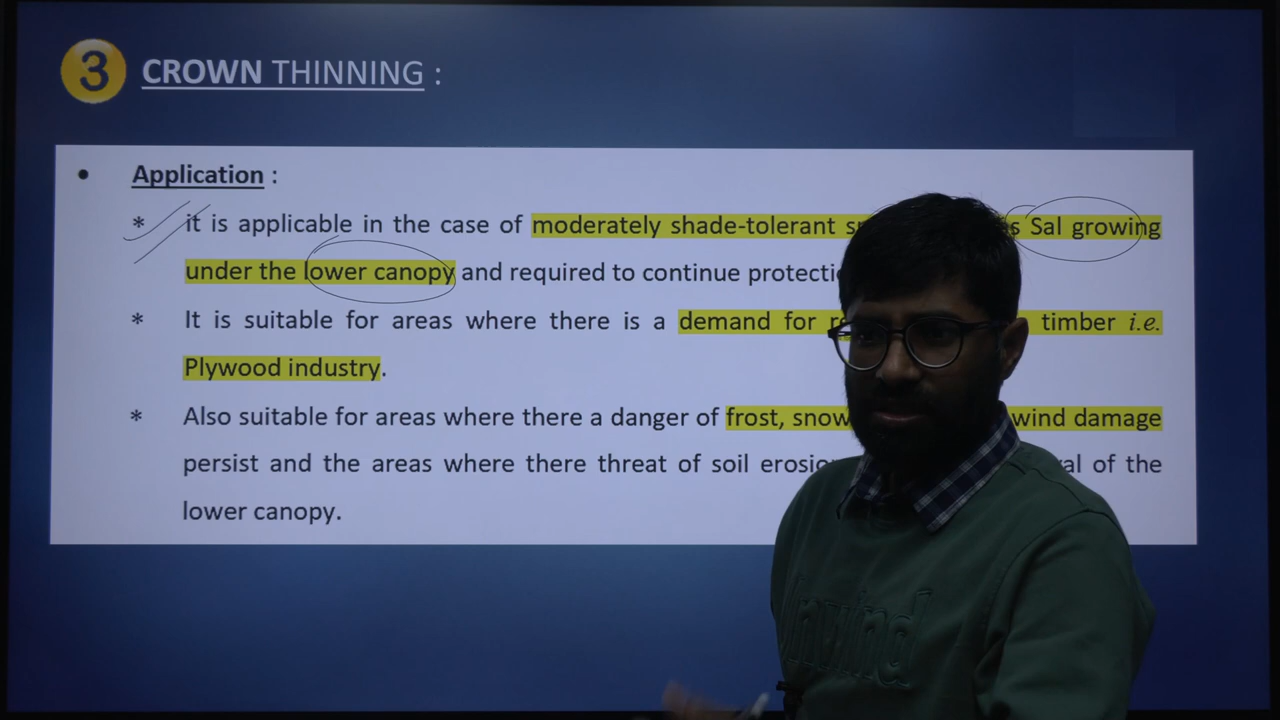 3 CROWN THINNING :
• Application :
* it is applicable in the case of moderately shade-tolerant Sal growing
under the lower canopy and required to continue
* It is suitable for areas where there is a demand for timber i.e.
Plywood industry.
* Also suitable for areas where there a danger of frost, snow wind damage
persist and the areas where there threat of soil of the
lower canopy.
unwind